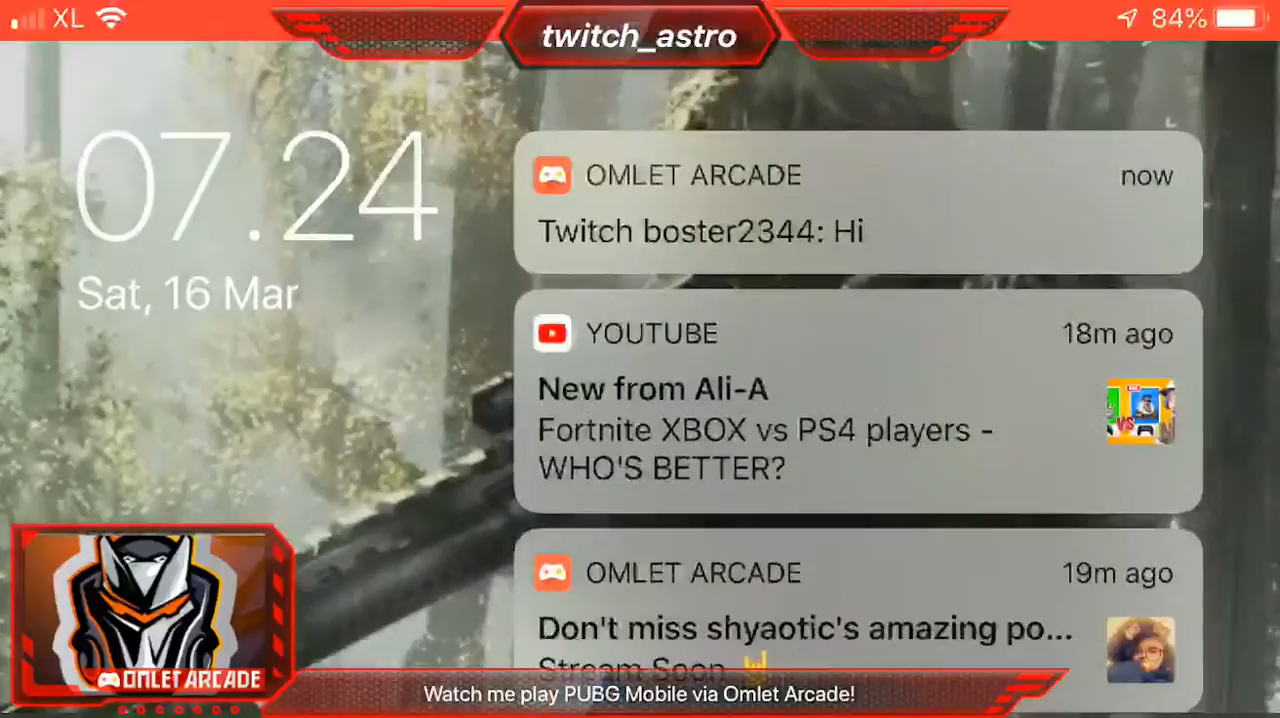 XL
84%
twitch_astro
07.24
Sat, 16 Mar
OMLET ARCADE
now
Twitch boster2344: Hi
YOUTUBE
18m ago
New from Ali-A
Fortnite XBOX vs PS4 players -
WHO'S BETTER?
VS
OMLET ARCADE
19m ago
Don't miss shyaotic's amazing po...
Stream Soon 🤘
OMLET ARCADE
Watch me play PUBG Mobile via Omlet Arcade!